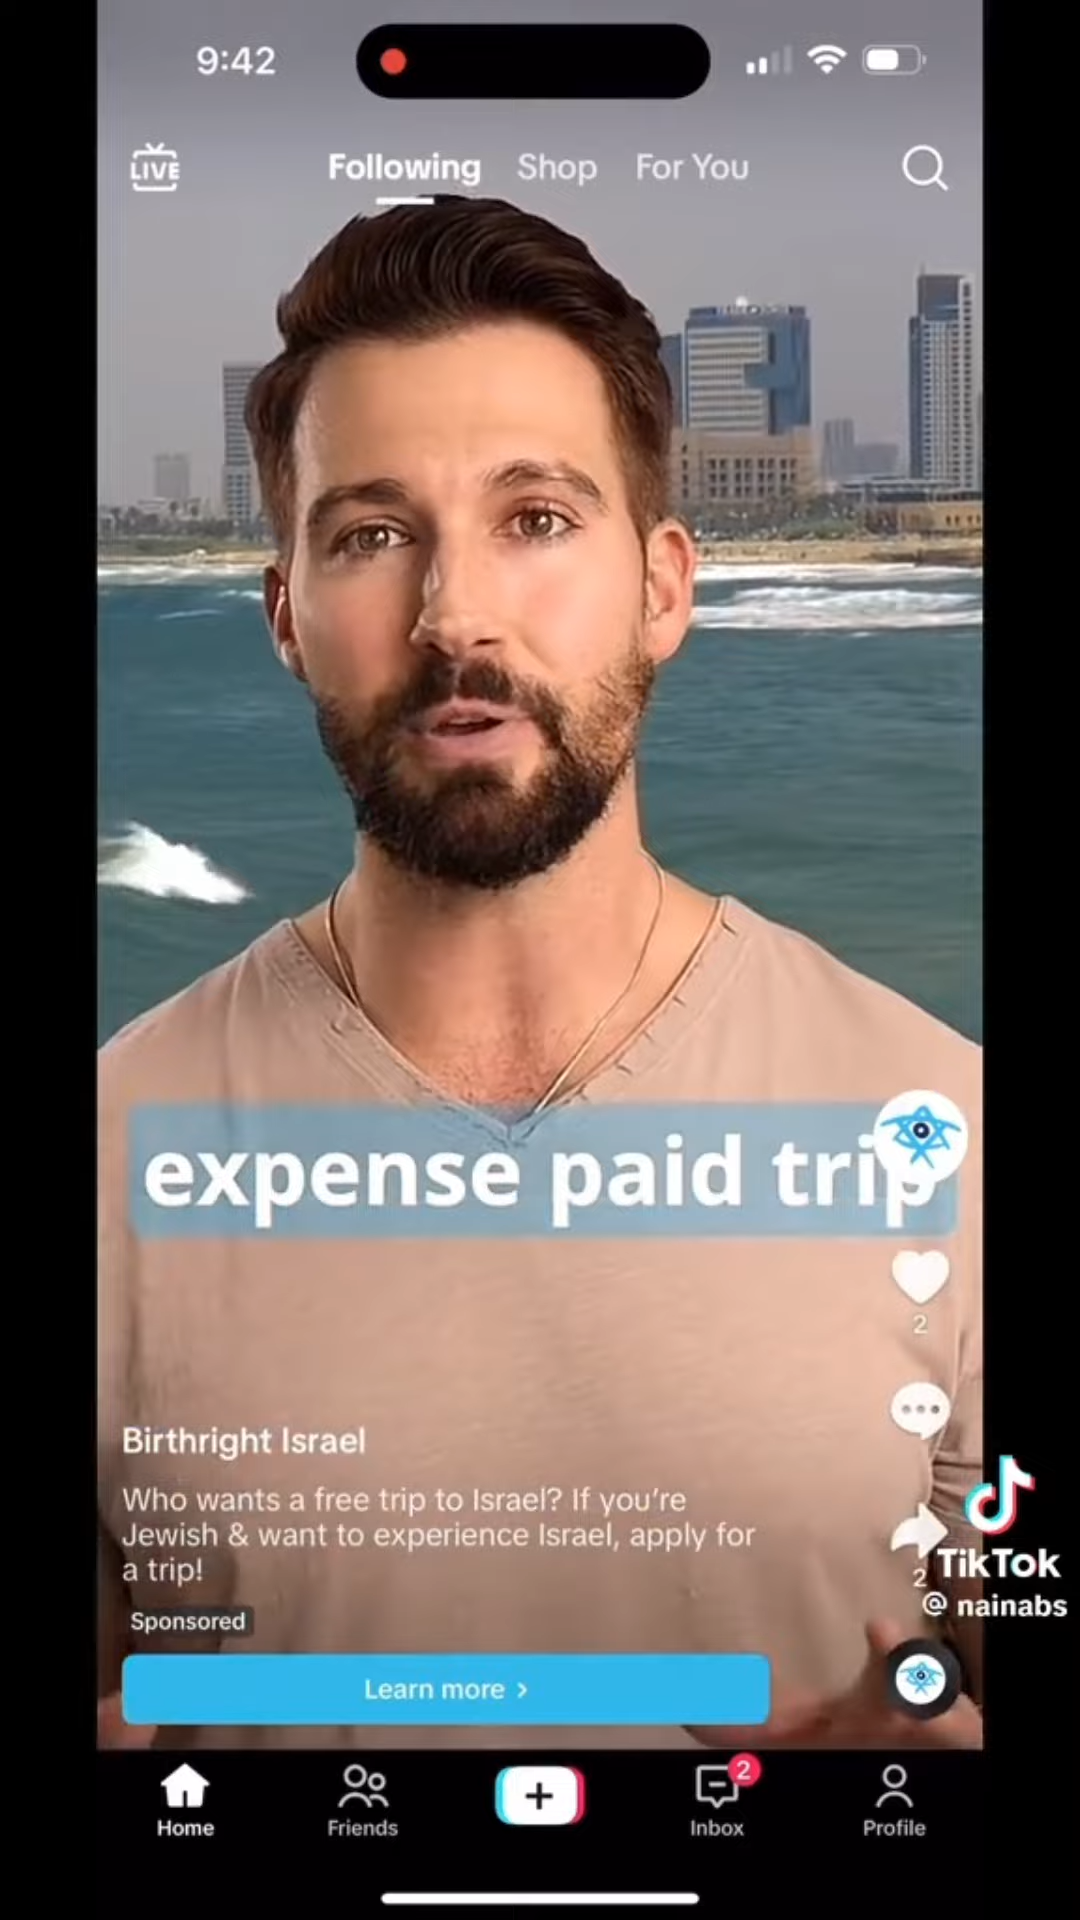 9:42
LIVE
Following
Shop
For You
expense paid trip
2
Birthright Israel
Who wants a free trip to Israel? If you're
Jewish & want to experience Israel, apply for
a trip!
Sponsored
2
TikTok
@ nainabs
Learn more >
Home
Friends
2
Inbox
Profile